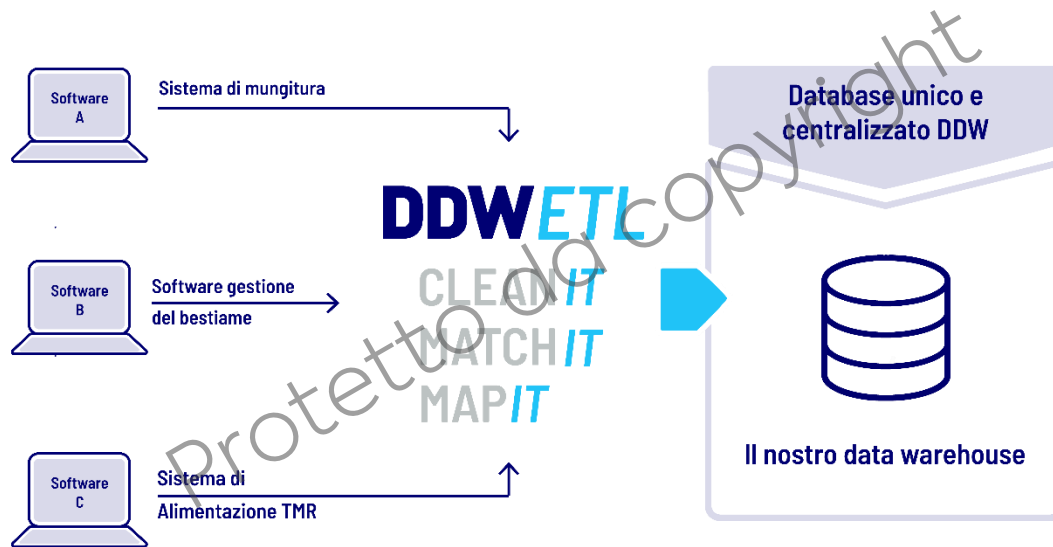 Software
A
Sistema di mungitura
Software
B
Software gestione
del bestiame
Software
C
Sistema di
Alimentazione TMR
DDWETL
CLEANIT
MATCHIT
MAPIT
Database unico e
centralizzato DDW
Il nostro data warehouse
Protetto da copyright